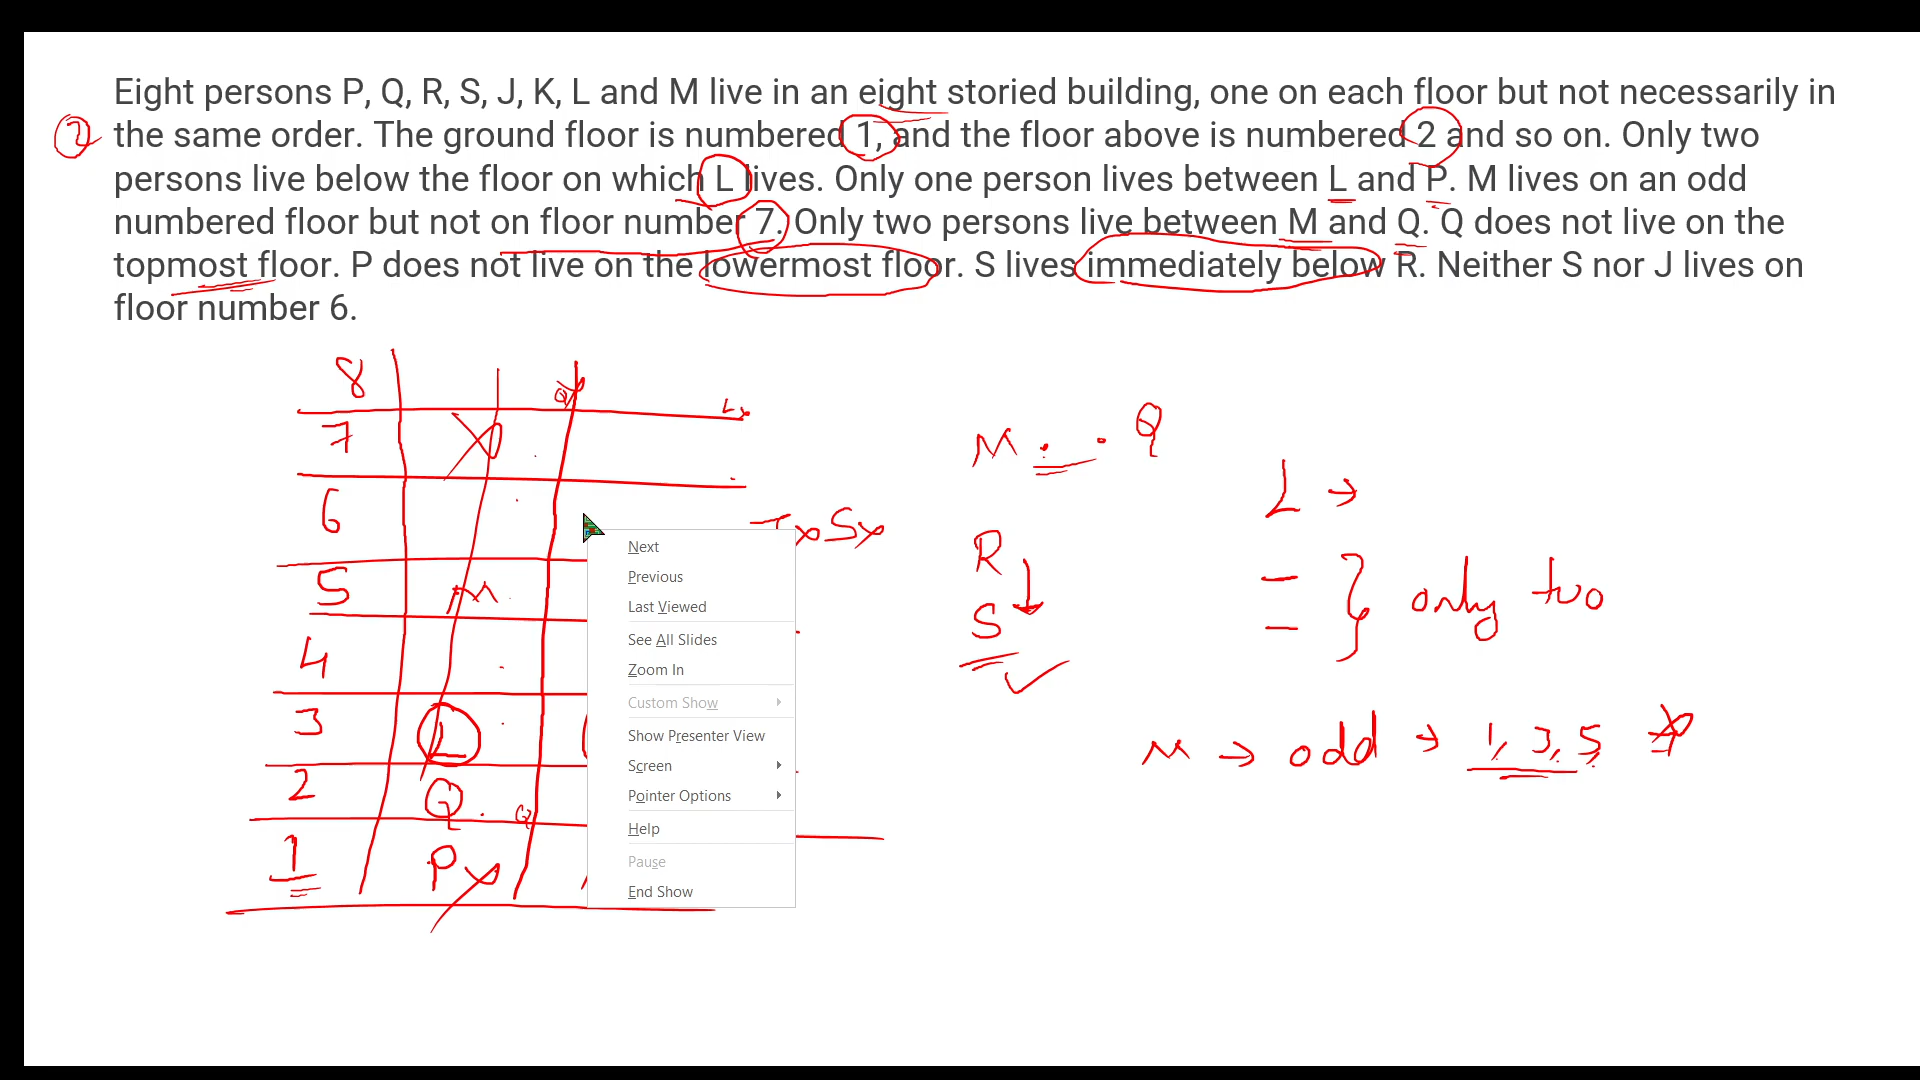 Eight persons P, Q, R, S, J, K, L and M live in an eight storied building, one on each floor but not necessarily in
2 the same order. The ground floor is numbered 1, and the floor above is numbered 2 and so on. Only two
persons live below the floor on which L lives. Only one person lives between L and P. M lives on an odd
numbered floor but not on floor number 7. Only two persons live between M and Q. Q does not live on the
topmost floor. P does not live on the lowermost floor. S lives immediately below R. Neither S nor J lives on
floor number 6.
8
Q
7
M . . Q
6
L →
Sx
R
5 M
S
} only two
4
3 L
M → odd → 1, 3, 5 7
2 Q Q
1 P
Next
Previous
Last Viewed
See All Slides
Zoom In
Custom Show
Show Presenter View
Screen
Pointer Options
Help
Pause
End Show